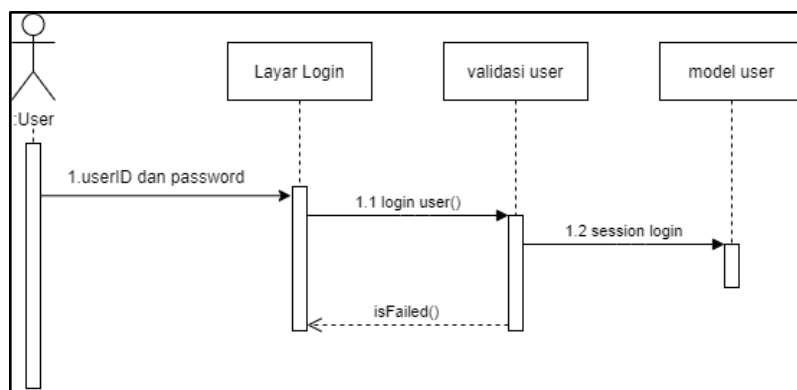 Layar Login
validasi user
model user
:User
1.userID dan password
1.1 login user()
1.2 session login
isFailed()